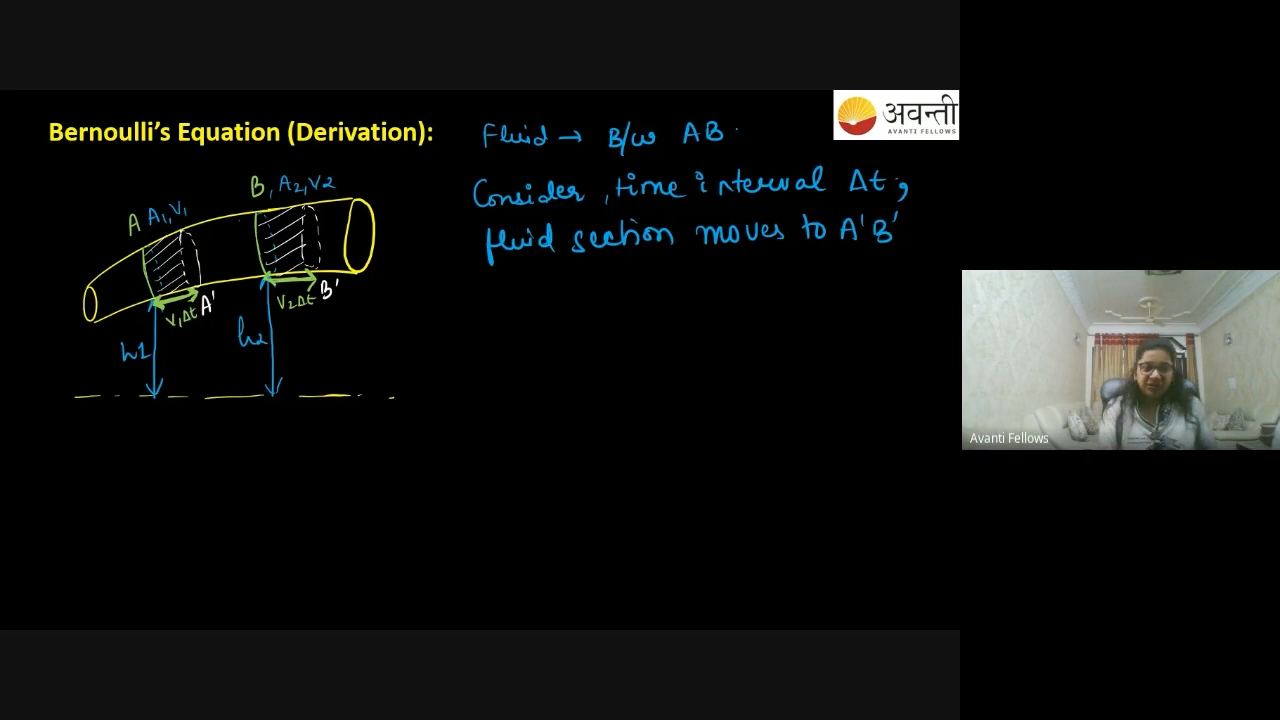 Bernoulli's Equation (Derivation):
अवन्ती
AVANTI FELLOWS
Fluid → B/w AB.
Consider, time interval Δt,
fluid section moves to A'B'
A A1,V1
B, A2,V2
V1Δt A'
V2Δt B'
h1
h2
Avanti Fellows